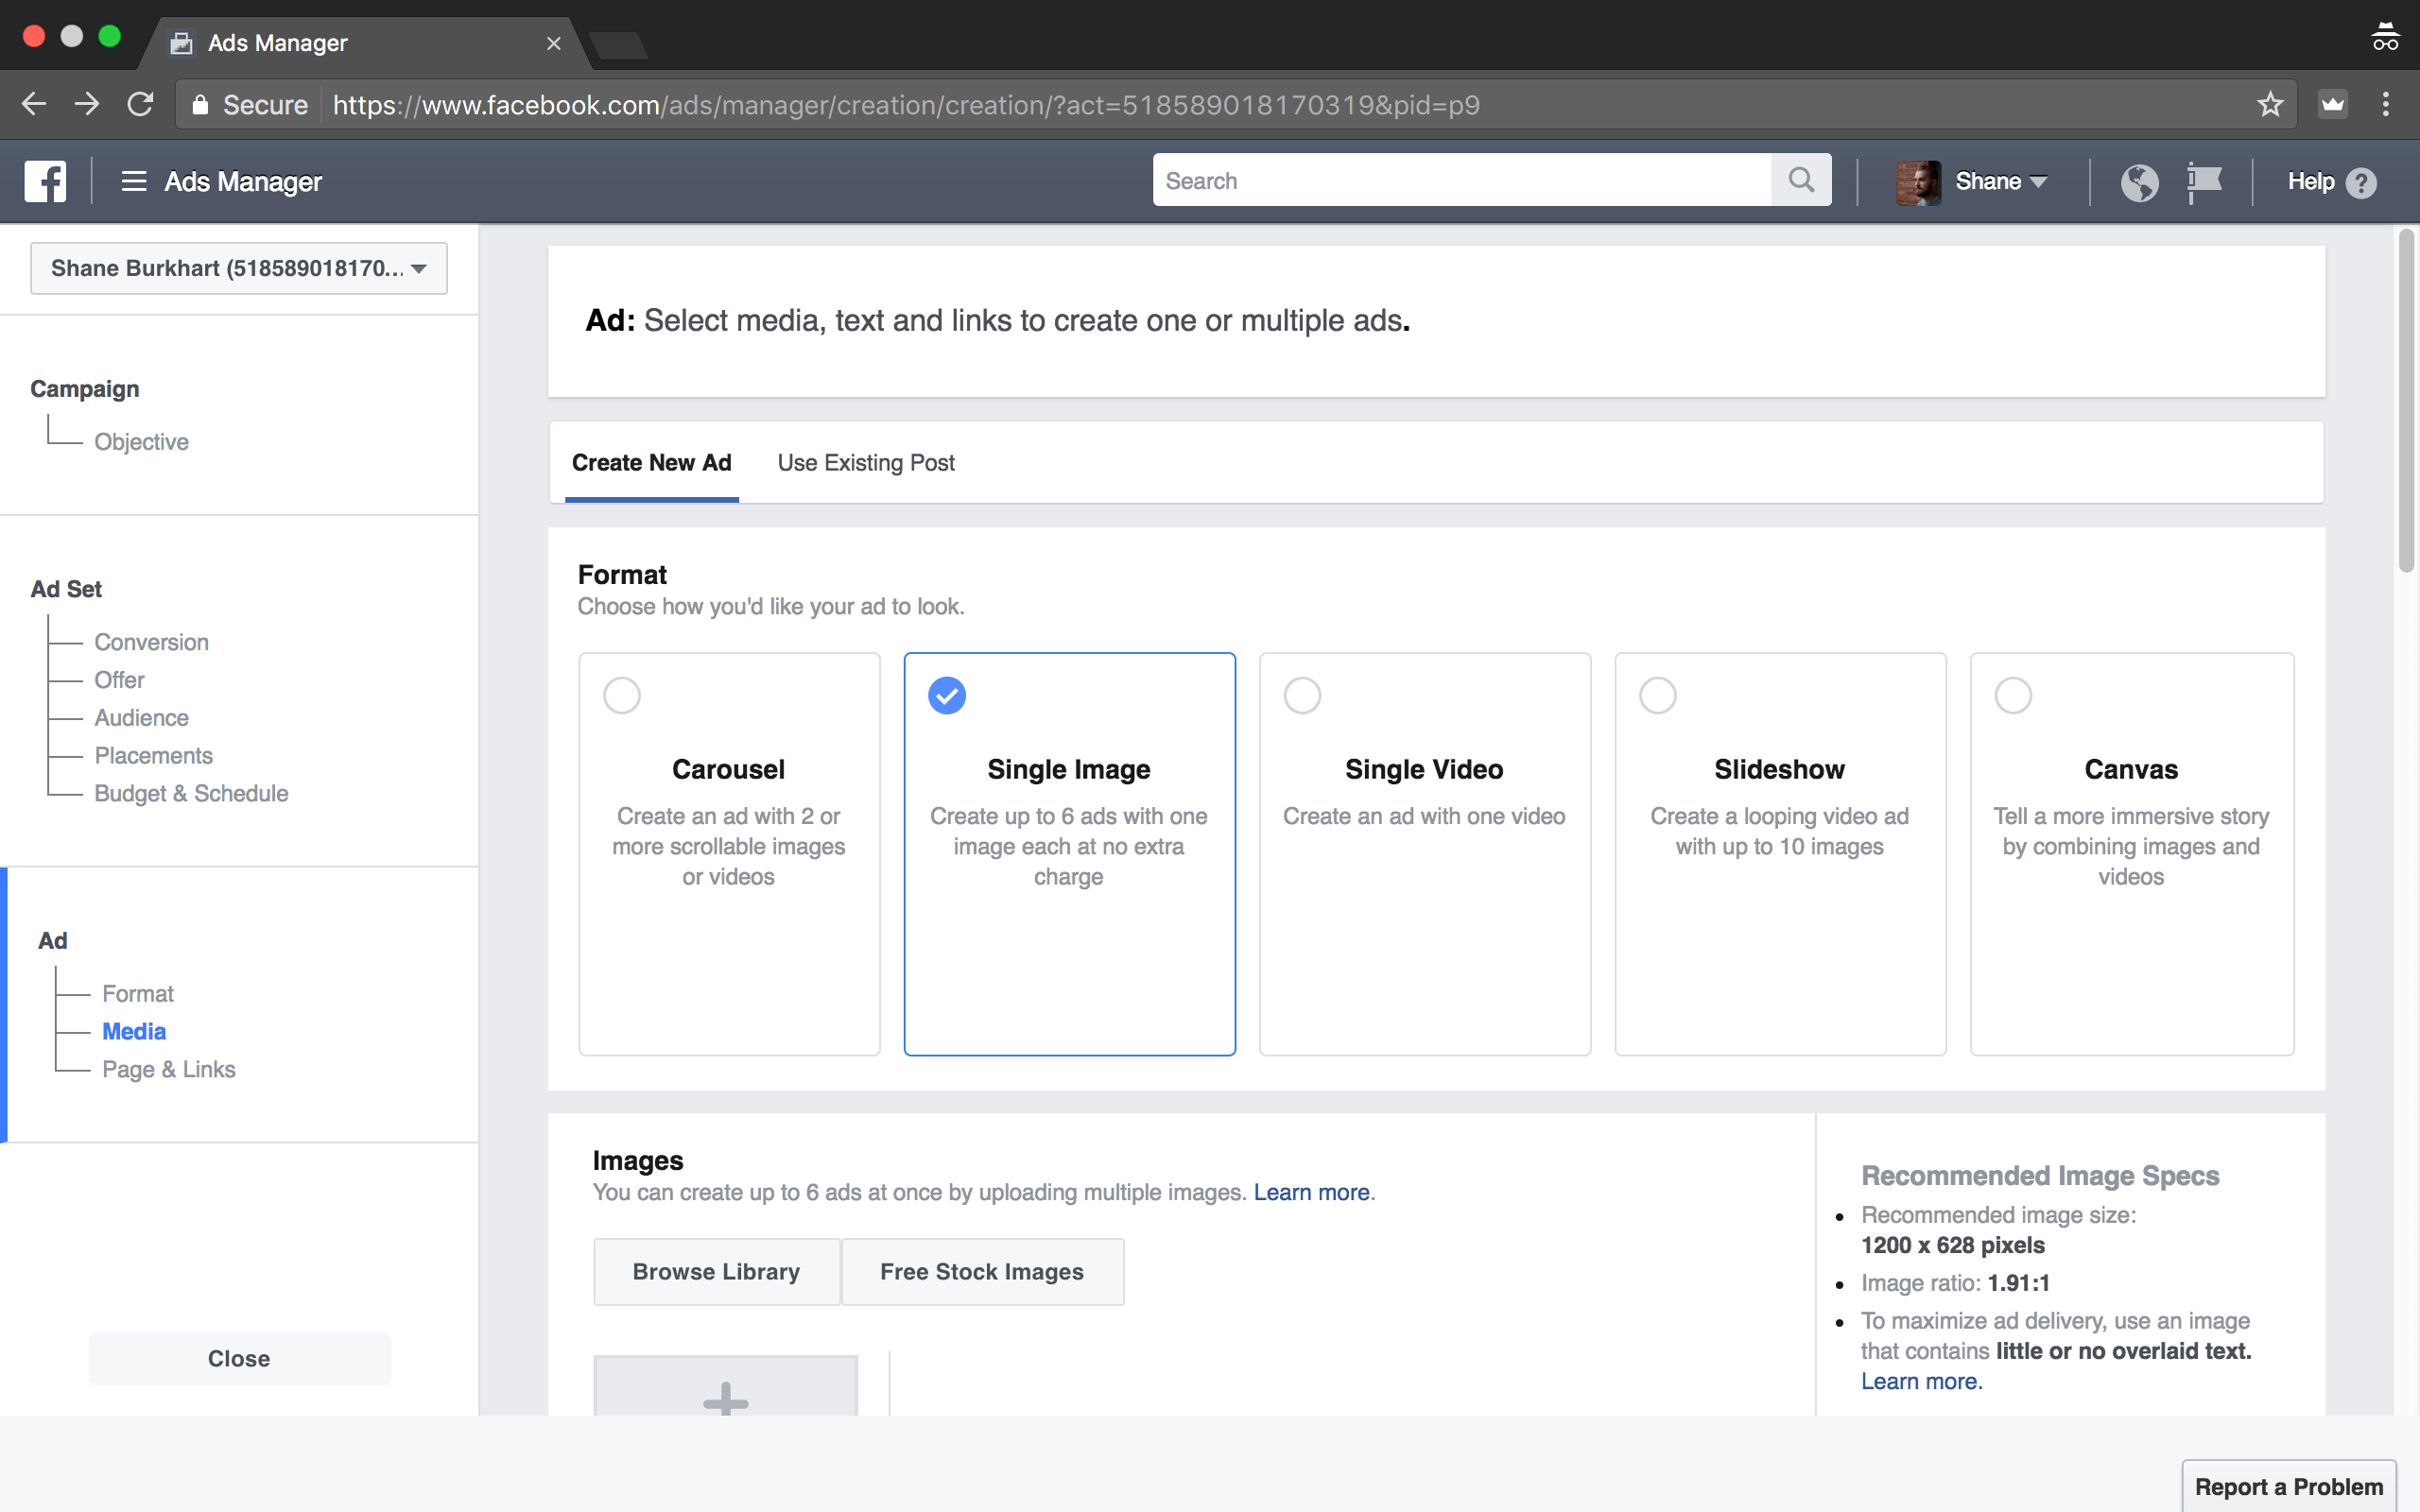 Ads Manager
Secure https://www.facebook.com/ads/manager/creation/creation/?act=518589018170319&pid=p9
Ads Manager
Search
Shane
Help ?
Shane Burkhart (518589018170...
Campaign
Objective
Ad Set
Conversion
Offer
Audience
Placements
Budget & Schedule
Ad
Format
Media
Page & Links
Close
Ad: Select media, text and links to create one or multiple ads.
Create New Ad
Use Existing Post
Format
Choose how you'd like your ad to look.
Carousel
Create an ad with 2 or
more scrollable images
or videos
Single Image
Create up to 6 ads with one
image each at no extra
charge
Single Video
Create an ad with one video
Slideshow
Create a looping video ad
with up to 10 images
Canvas
Tell a more immersive story
by combining images and
videos
Images
You can create up to 6 ads at once by uploading multiple images. Learn more.
Browse Library
Free Stock Images
Recommended Image Specs
Recommended image size:
1200 x 628 pixels
Image ratio: 1.91:1
To maximize ad delivery, use an image
that contains little or no overlaid text.
Learn more.
Report a Problem